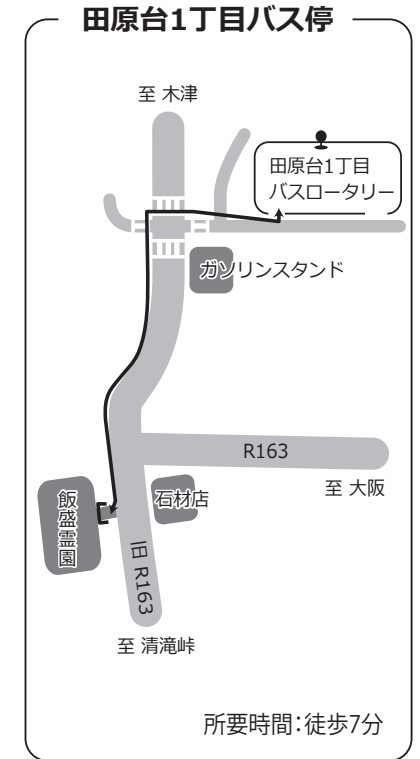 田原台1丁目バス停
至 木津
田原台1丁目
バスロータリー
ガソリンスタンド
R163
至 大阪
石材店
飯盛霊園
旧 R163
至 清滝峠
所要時間:徒歩7分